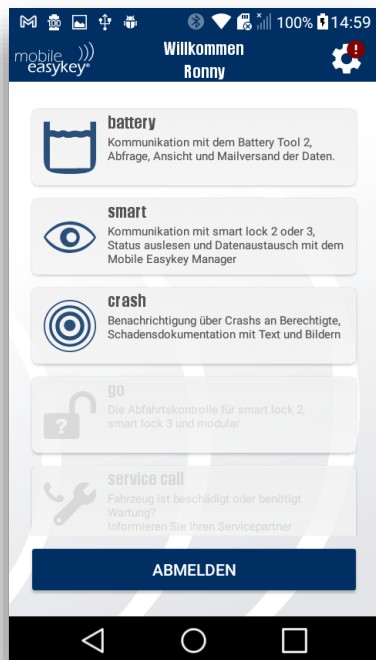 100% 14:59
mobile easykey®
Willkommen
Ronny
battery
Kommunikation mit dem Battery Tool 2,
Abfrage, Ansicht und Mailversand der Daten.
smart
Kommunikation mit smart lock 2 oder 3,
Status auslesen und Datenaustausch mit dem
Mobile Easykey Manager
crash
Benachrichtigung über Crashs an Berechtigte,
Schadensdokumentation mit Text und Bildern
go
Die Abfahrtskontrolle für smart lock 2,
smart lock 3 und modular
service call
Fahrzeug ist beschädigt oder benötigt
Wartung?
Informieren Sie Ihren Servicepartner
ABMELDEN